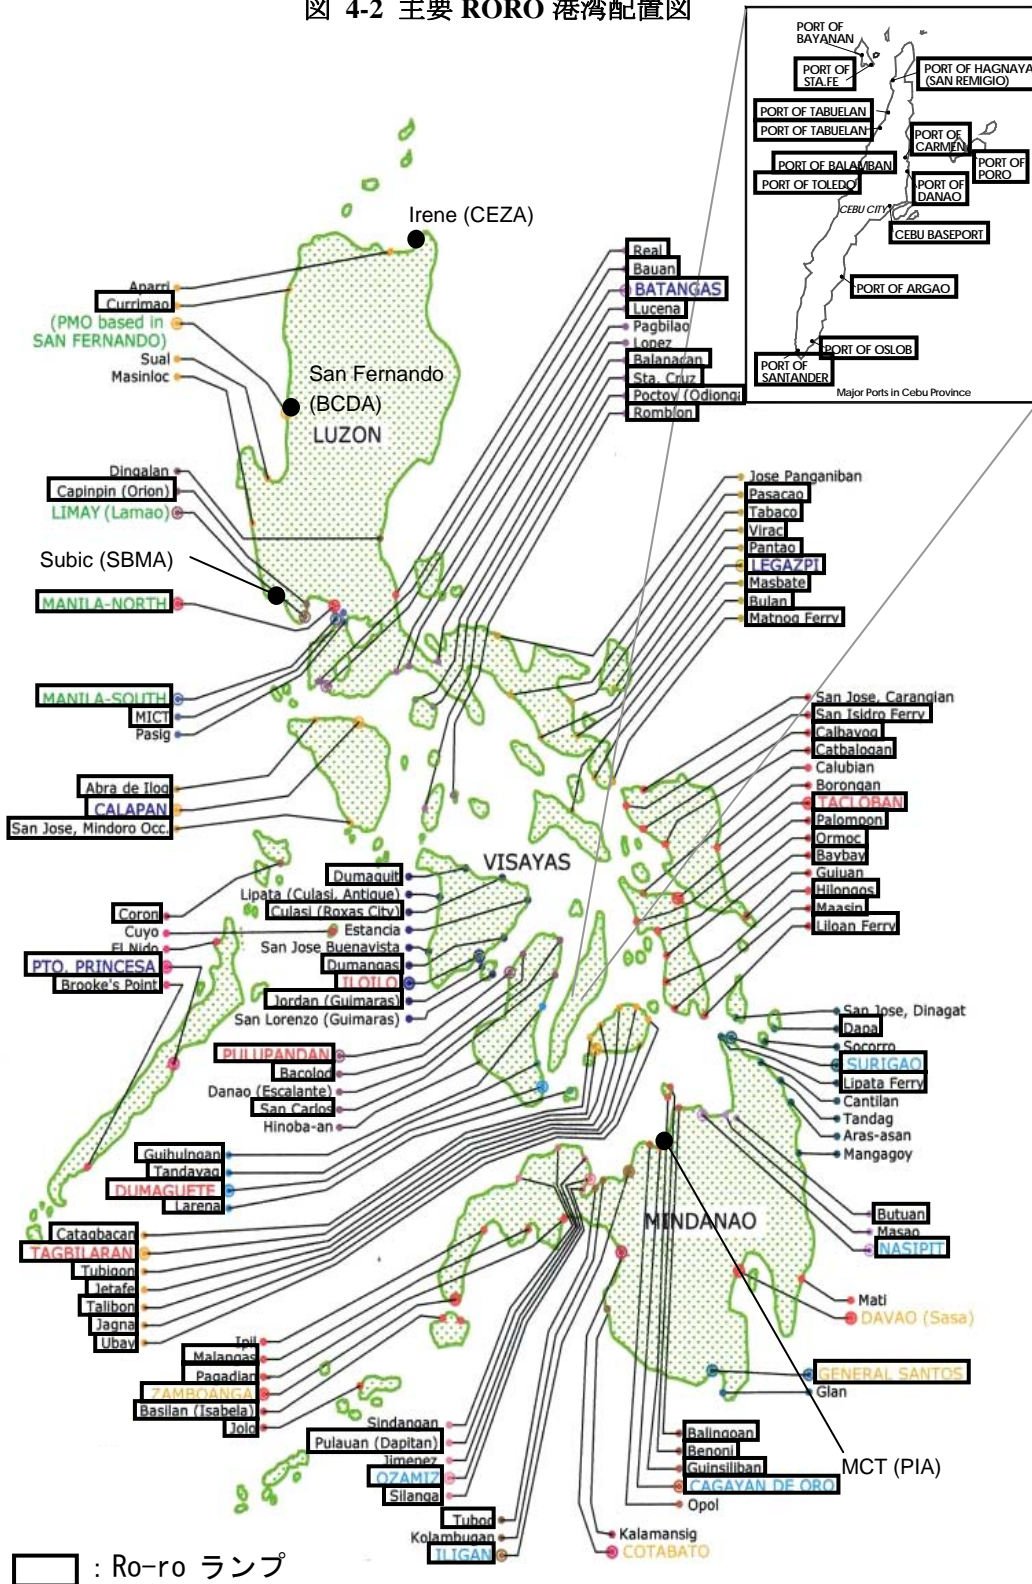 図 4-2 主要 RORO 港湾配置図
PORT OF
BAYANAN
PORT OF
STA.FE
PORT OF HAGNAYA
(SAN REMIGIO)
PORT OF TABUELAN
PORT OF TABUELAN
PORT OF
CARMEN
PORT OF BALAMBAN
PORT OF
PORO
PORT OF TOLEDO
PORT OF
DANAO
CEBU CITY
CEBU BASEPORT
PORT OF ARGAO
PORT OF OSLOB
PORT OF
SANTANDER
Major Ports in Cebu Province
Irene (CEZA)
Aparri
Currimao
(PMO based in
SAN FERNANDO)
Sual
Masinloc
San Fernando
(BCDA)
LUZON
Real
Bauan
BATANGAS
Lucena
Pagbilao
Lopez
Balanacan
Sta. Cruz
Poctoy (Odionga
Romblon
Dingalan
Capinpin (Orion)
LIMAY (Lamao)
Subic (SBMA)
MANILA-NORTH
MANILA-SOUTH
MICT
Pasig
Jose Panganiban
Pasacao
Tabaco
Virac
Pantao
LEGAZPI
Masbate
Bulan
Matnog Ferry
Abra de Ilog
CALAPAN
San Jose, Mindoro Occ.
San Jose, Carangian
San Isidro Ferry
Calbayog
Catbalogan
Calubian
Borongan
TACLOBAN
Palompon
Ormoc
Baybay
Guiuan
Hilongos
Maasin
Liloan Ferry
VISAYAS
Coron
Cuyo
El Nido
PTO. PRINCESA
Brooke's Point
Dumaguit
Lipata (Culasi, Antique)
Culasi (Roxas City)
Estancia
San Jose Buenavista
Dumangas
ILOILO
Jordan (Guimaras)
San Lorenzo (Guimaras)
PULUPANDAN
Bacolod
Danao (Escalante)
San Carlos
Hinoba-an
San Jose, Dinagat
Dapa
Socorro
SURIGAO
Lipata Ferry
Cantilan
Tandag
Aras-asan
Mangagoy
Guihulngan
Tandayag
DUMAGUETE
Larena
Catagbacan
TAGBILARAN
Tubigon
Jetafe
Talibon
Jagna
Ubay
MINDANAO
Butuan
Masao
NASIPIT
Mati
DAVAO (Sasa)
GENERAL SANTOS
Glan
Ipil
Malangas
Pagadian
ZAMBOANGA
Basilan (Isabela)
Jolo
Sindangan
Pulauan (Dapitan)
Jimenez
OZAMIZ
Silanga
Tubod
Kolambugan
ILIGAN
Balingoan
Benoni
Guinsiliban
CAGAYAN DE ORO
Opol
MCT (PIA)
Kalamansig
COTABATO
: Ro-ro ランプ